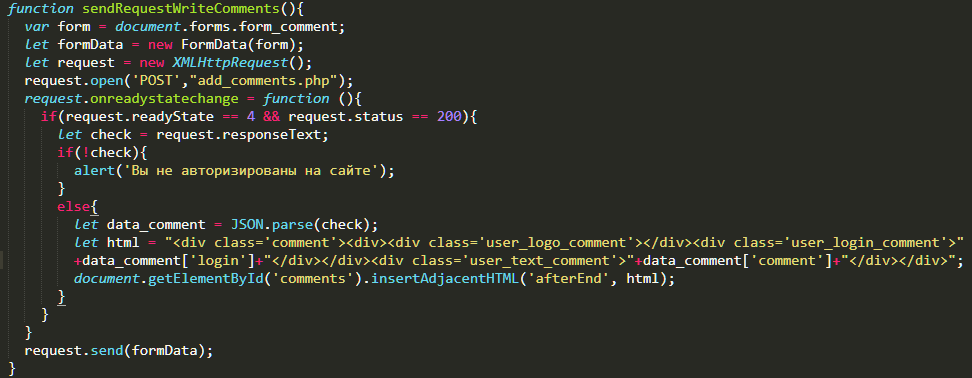 function sendRequestWriteComments(){
var form = document.forms.form_comment;
let formData = new FormData(form);
let request = new XMLHttpRequest();
request.open('POST',"add_comments.php");
request.onreadystatechange = function (){
if(request.readyState == 4 && request.status == 200){
let check = request.responseText;
if(!check){
alert('Вы не авторизированы на сайте');
}
else{
let data_comment = JSON.parse(check);
let html = "<div class='comment'><div><div class='user_logo_comment'></div><div class='user_login_comment'>"
+data_comment['login']+"</div></div><div class='user_text_comment'>"+data_comment['comment']+"</div></div>";
document.getElementById('comments').insertAdjacentHTML('afterEnd', html);
}
}
}
request.send(formData);
}